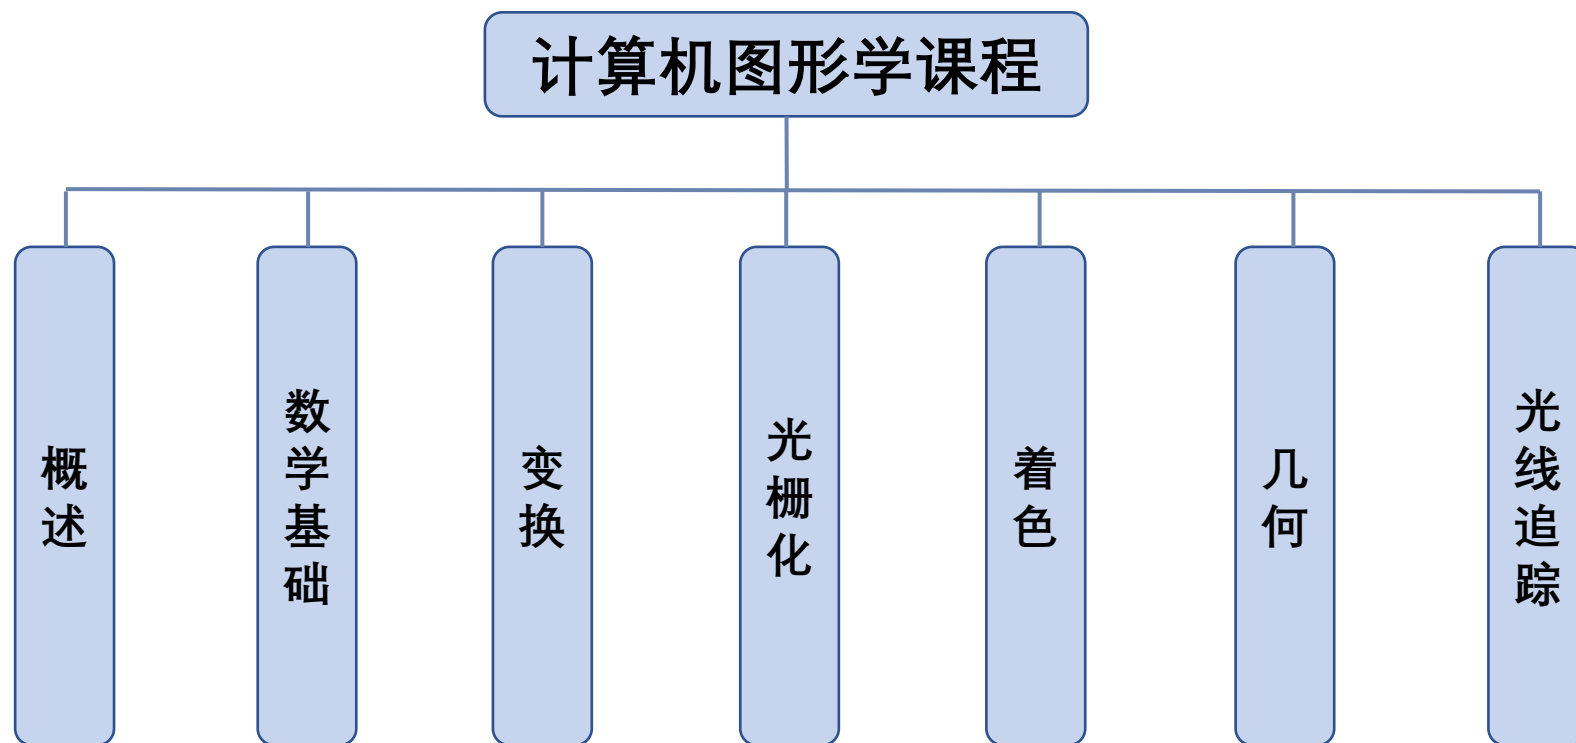 计算机图形学课程
概述
数学基础
变换
光栅化
着色
几何
光线追踪